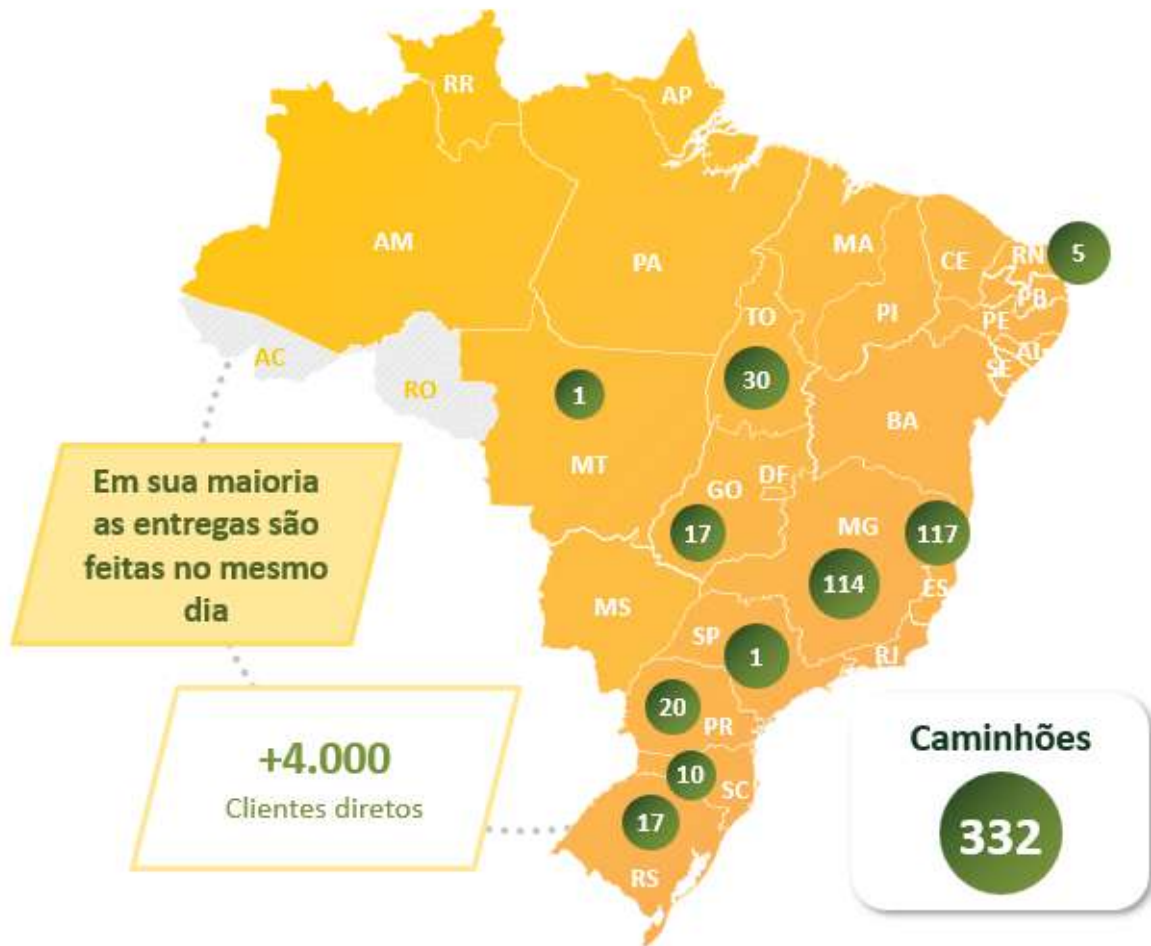 RR
AP
AM
PA
MA
CE
RN
5
PB
PI
PE
TO
AL
SE
30
AC
RO
1
BA
MT
DF
GO
17
MG
117
114
ES
MS
SP
1
RJ
20
PR
10
SC
17
RS
Em sua maioria
as entregas são
feitas no mesmo
dia
+4.000
Clientes diretos
Caminhões
332